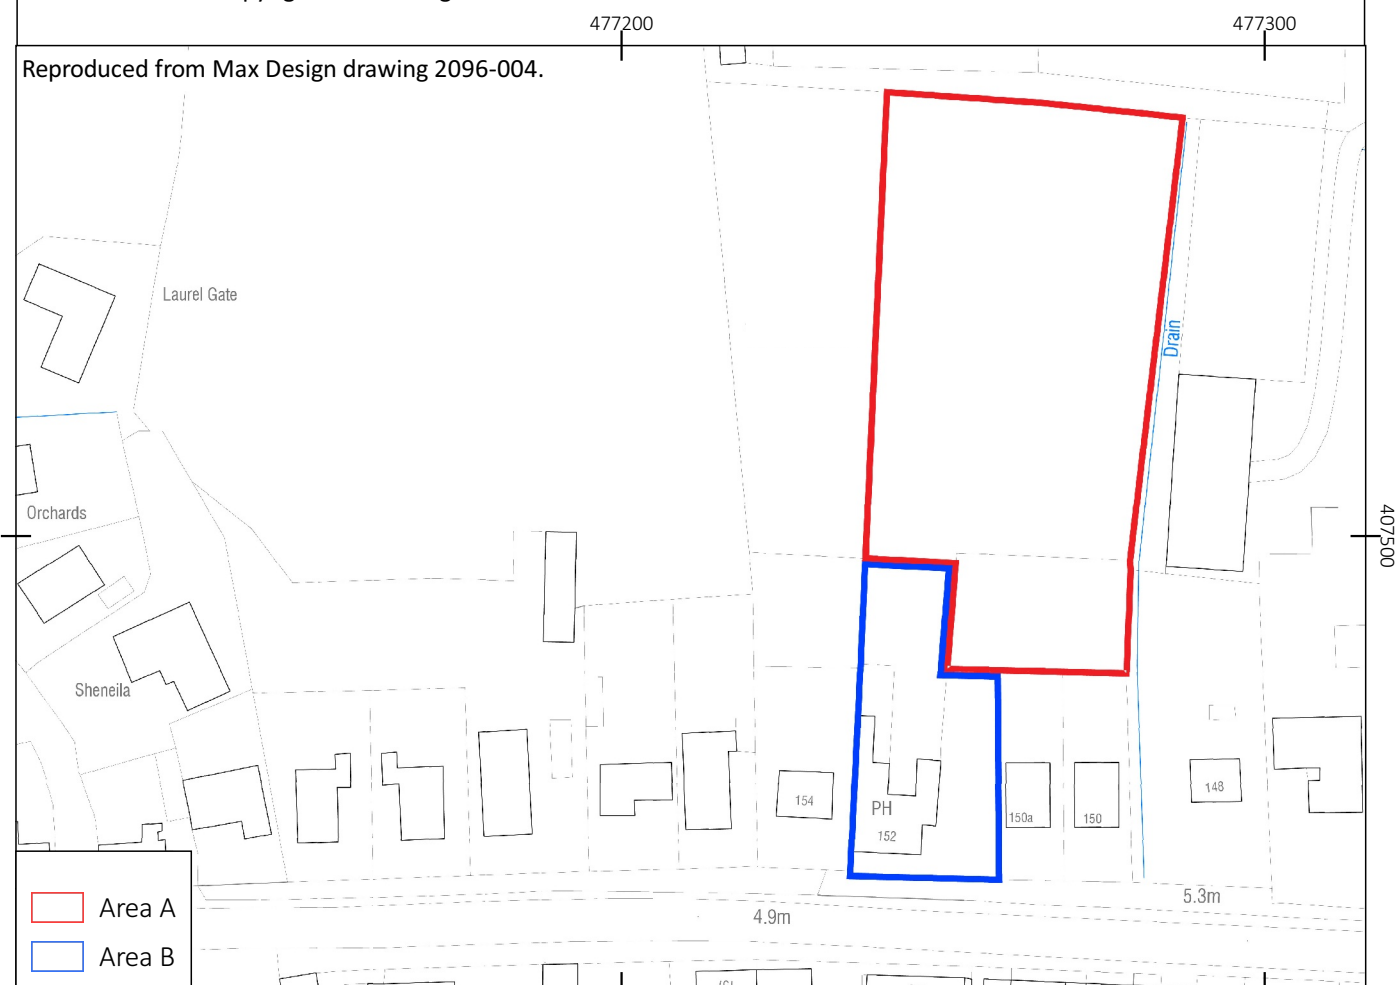 477200
477300
Reproduced from Max Design drawing 2096-004.
Laurel Gate
Drain
Orchards
407500
Sheneila
154
PH
152
150a
150
148
5.3m
4.9m
Area A
Area B